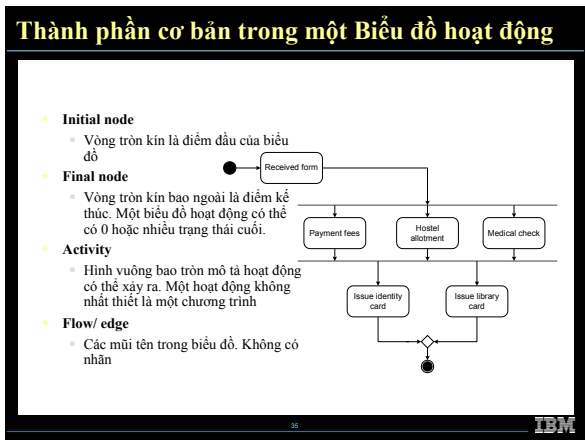 Thành phần cơ bản trong một Biểu đồ hoạt động
Initial node
Vòng tròn kín là điểm đầu của biểu
đồ
Final node
Vòng tròn kín bao ngoài là điểm kế
thúc. Một biểu đồ hoạt động có thể
có 0 hoặc nhiều trạng thái cuối.
Activity
Hình vuông bao tròn mô tả hoạt động
có thể xảy ra. Một hoạt động không
nhất thiết là một chương trình
Flow/ edge
Các mũi tên trong biểu đồ. Không có
nhãn
Received form
Payment fees
Hostel
allotment
Medical check
Issue identity
card
Issue library
card
35
IBM